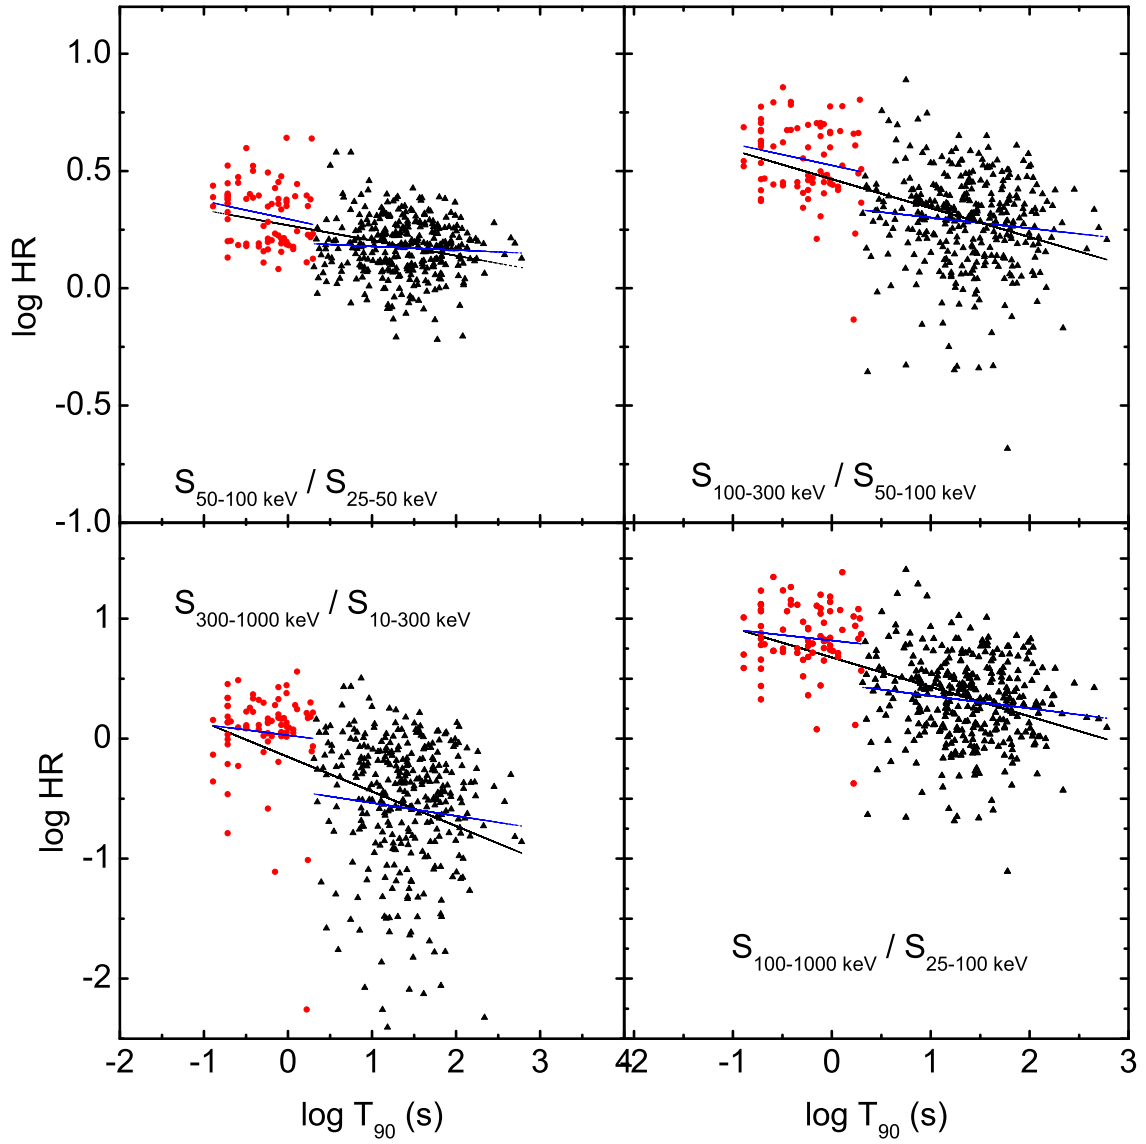 1.0
0.5
0.0
-0.5
-1.0
log HR
S50-100 keV / S25-50 keV
S100-300 keV / S50-100 keV
1
0
-1
-2
log HR
S300-1000 keV / S10-300 keV
S100-1000 keV / S25-100 keV
-2 -1 0 1 2 3 4 -2 -1 0 1 2 3
log T90 (s) log T90 (s)